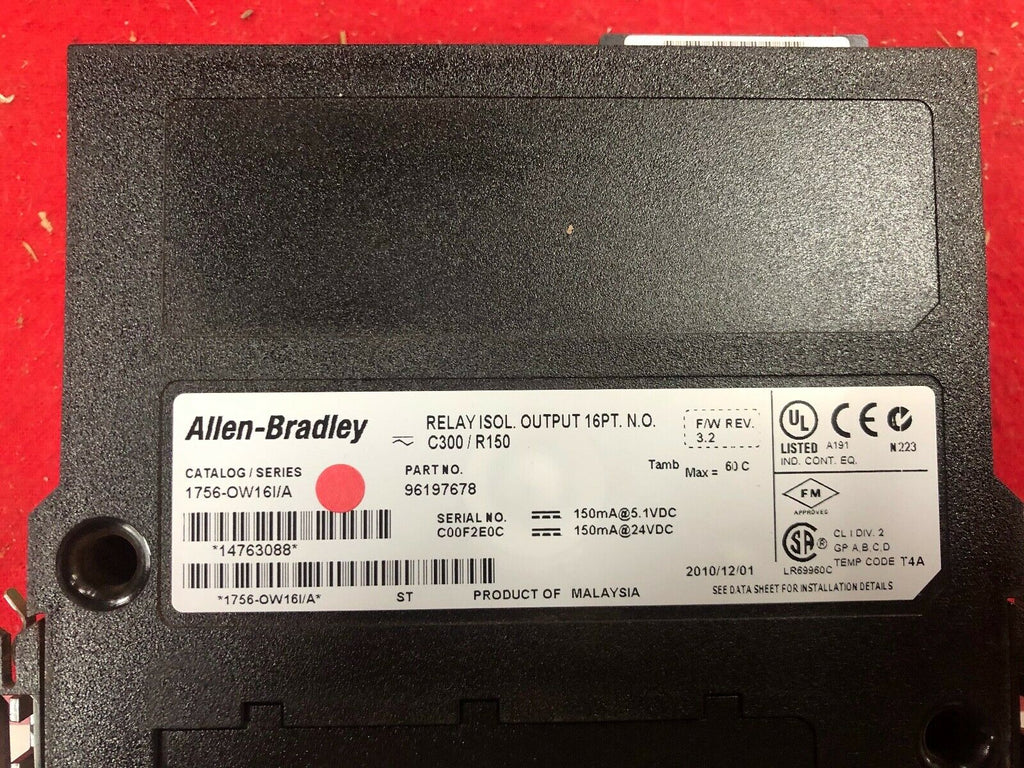 Allen-Bradley
RELAY ISOL. OUTPUT 16PT. N.O.
C300 / R150
F/W REV.
3.2
CATALOG / SERIES
1756-OW16I/A
PART NO.
96197678
Tamb Max = 60 C
SERIAL NO.
C00F2E0C
150mA@5.1VDC
150mA@24VDC
*14763088*
*1756-OW16I/A*
ST
PRODUCT OF MALAYSIA
2010/12/01
SEE DATA SHEET FOR INSTALLATION DETAILS
UL
LISTED A191
IND. CONT. EQ.
CE
N223
FM
APPROVED
SA ®
LR69960C
CL I DIV. 2
GP A,B,C,D
TEMP CODE T4A